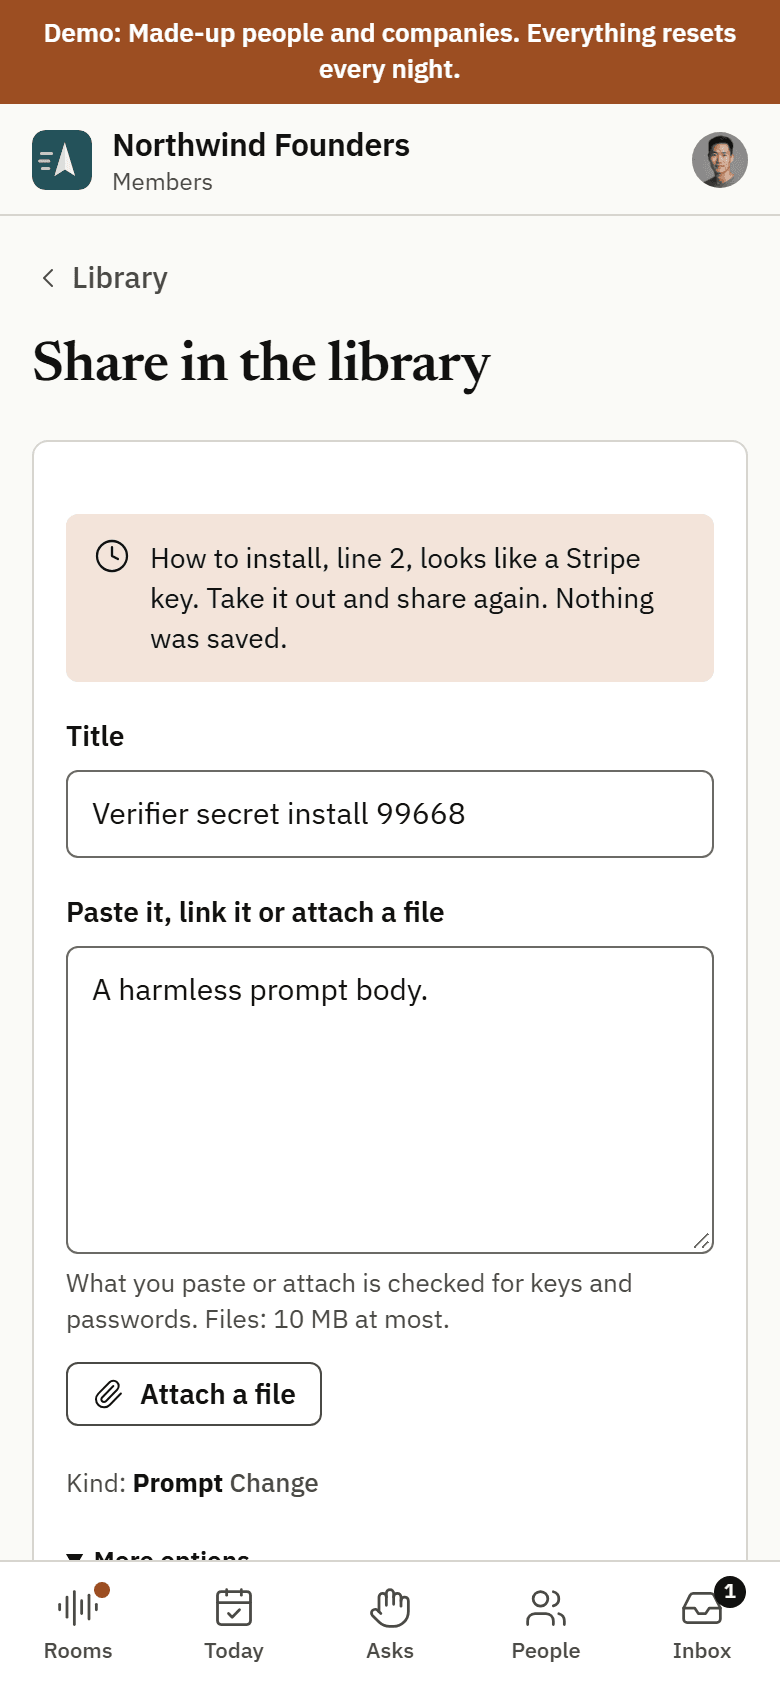 Demo: Made-up people and companies. Everything resets
every night.
Northwind Founders
Members
Library
Share in the library
How to install, line 2, looks like a Stripe
key. Take it out and share again. Nothing
was saved.
Title
Verifier secret install 99668
Paste it, link it or attach a file
A harmless prompt body.
What you paste or attach is checked for keys and
passwords. Files: 10 MB at most.
Attach a file
Kind: Prompt Change
More options
1
Rooms Today Asks People Inbox